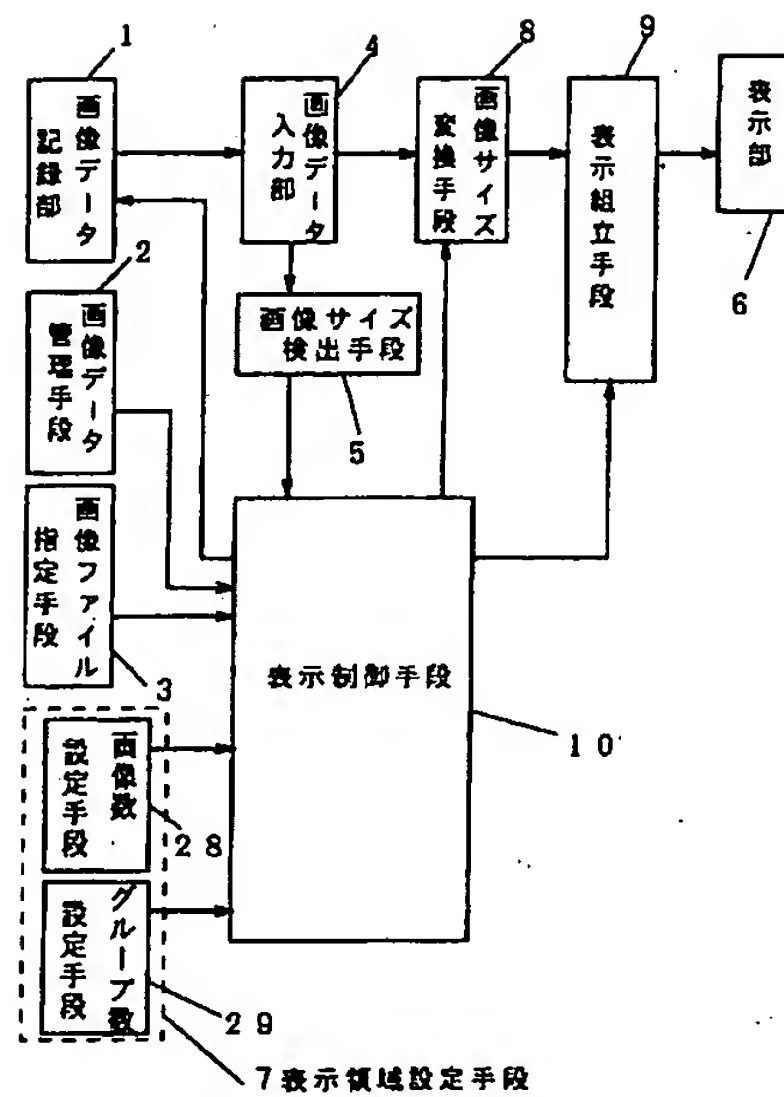 1
画像データ
記録部
4
画像データ
入力部
8
画像サイズ
変換手段
9
表示組立手段
表示部
6
2
画像データ
管理手段
画像サイズ
検出手段
5
画像ファイル
指定手段
3
表示制御手段
10
画像数
設定手段
28
グループ数
設定手段
29
7表示領域設定手段